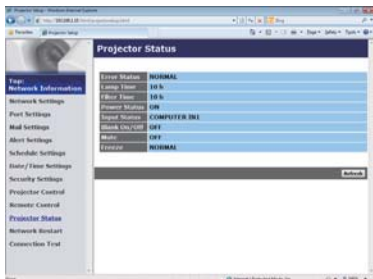 Projector Status
Top:
Network Information
Network Settings
Port Settings
Mail Settings
Alert Settings
Schedule Settings
Date/Time Settings
Security Settings
Projector Control
Remote Control
Projector Status
Network Restart
Connection Test
Error Status NORMAL
Lamp Time 10 h
Filter Time 10 h
Power Status ON
Input Status COMPUTER IN1
Blank On/Off OFF
Mute OFF
Freeze NORMAL
Refresh